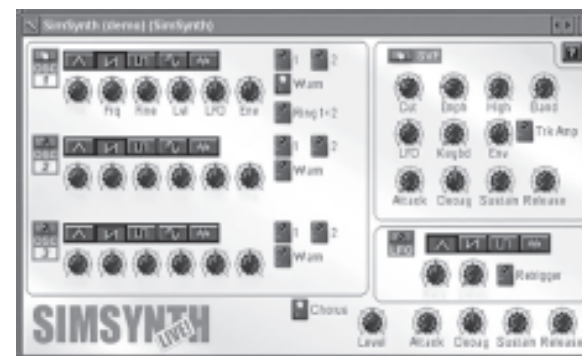 SimSynth (demo) (SimSynth)
OSC
1
1 2
Warm
Frq Fine Lvl LFO Env
Ring 1×2
OSC
2
1 2
Warm
OSC
3
1 2
Warm
SIMSYNTH
LIVE!
Chorus
SVF
Cut Emph High Band
LFO Keybd Env
Trk Amp
Attack Decay Sustain Release
LFO
Retrigger
Level Attack Decay Sustain Release